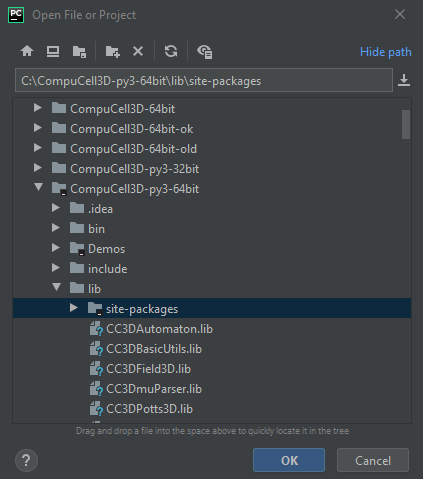 PC
Open File or Project
Hide path
C:\CompuCell3D-py3-64bit\lib\site-packages
CompuCell3D-64bit
CompuCell3D-64bit-ok
CompuCell3D-64bit-old
CompuCell3D-py3-32bit
CompuCell3D-py3-64bit
.idea
bin
Demos
include
lib
site-packages
CC3DAutomaton.lib
CC3DBasicUtils.lib
CC3DField3D.lib
CC3DmuParser.lib
CC3DPotts3D.lib
Drag and drop a file into the space above to quickly locate it in the tree
?
OK
Cancel